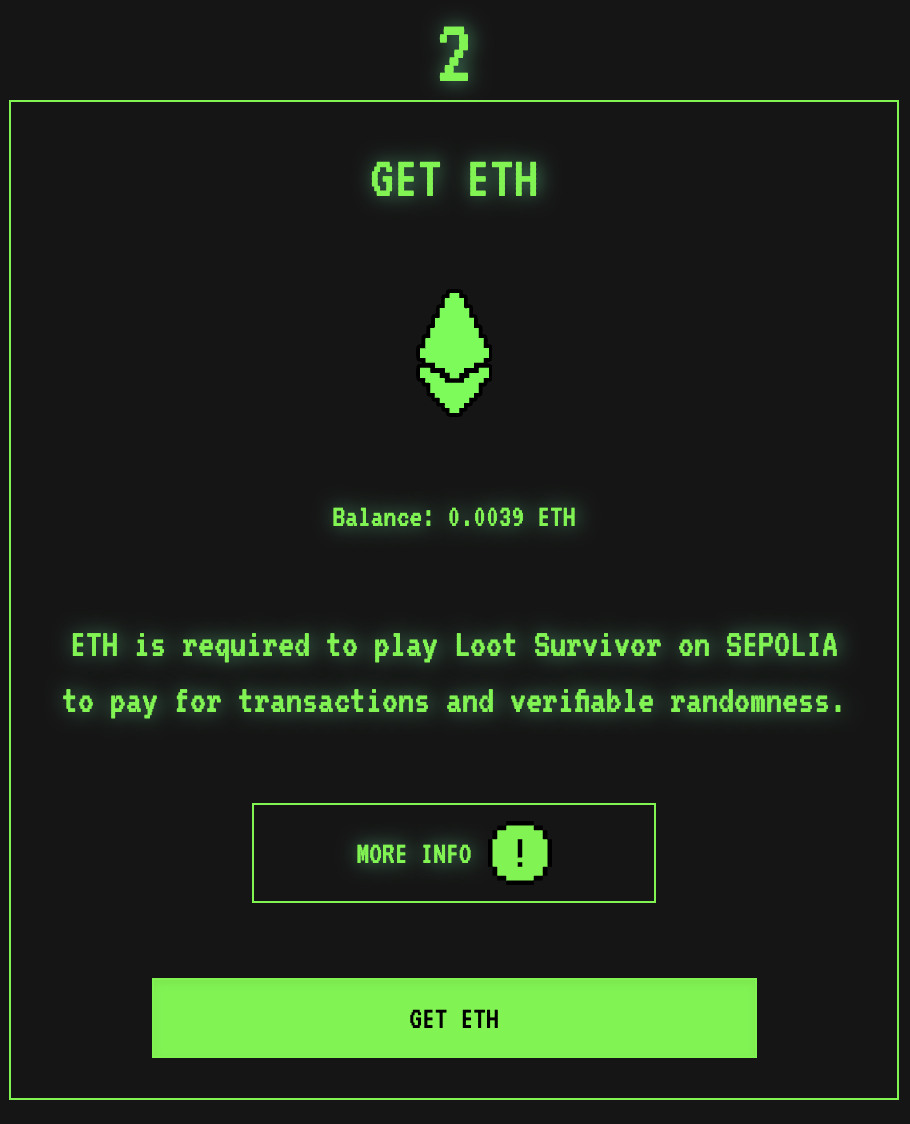 2
GET ETH
Balance: 0.0039 ETH
ETH is required to play Loot Survivor on SEPOLIA
to pay for transactions and verifiable randomness.
MORE INFO !
GET ETH